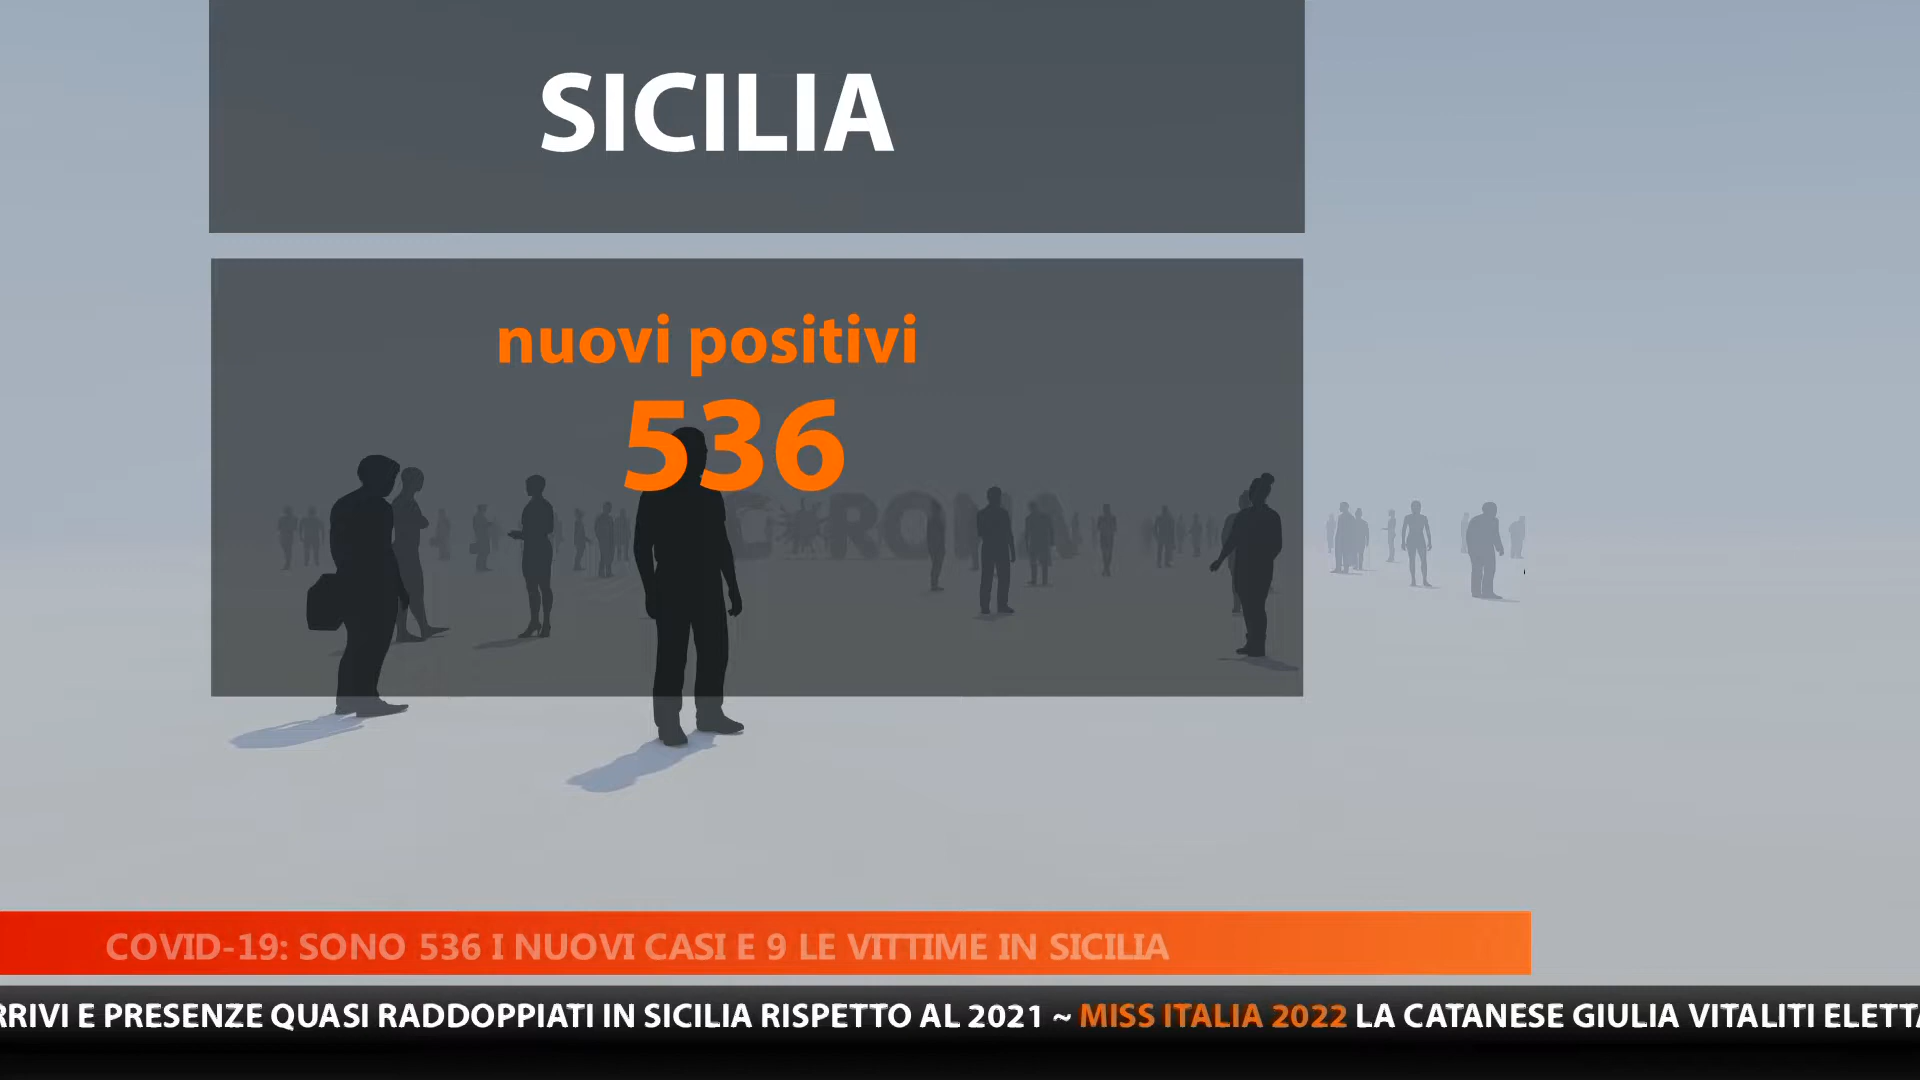 SICILIA
nuovi positivi
536
CORONA
COVID-19: SONO 536 I NUOVI CASI E 9 LE VITTIME IN SICILIA
RRIVI E PRESENZE QUASI RADDOPPIATI IN SICILIA RISPETTO AL 2021 ~ MISS ITALIA 2022 LA CATANESE GIULIA VITALITI ELETTA